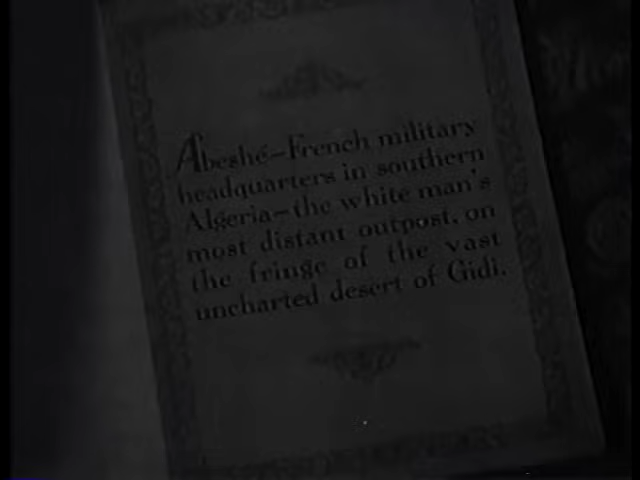 Abeshé—French military
headquarters in southern
Algeria—the white man's
most distant outpost, on
the fringe of the vast
uncharted desert of Gidi.